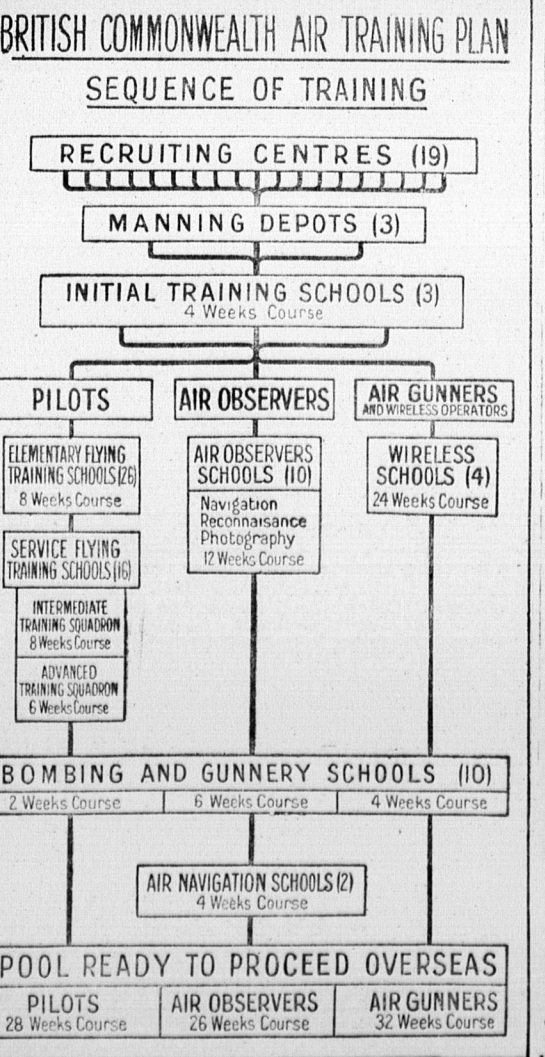 BRITISH COMMONWEALTH AIR TRAINING PLAN
SEQUENCE OF TRAINING
RECRUITING CENTRES (19)
MANNING DEPOTS (3)
INITIAL TRAINING SCHOOLS (3)
4 Weeks Course
PILOTS
ELEMENTARY FLYING
TRAINING SCHOOLS (26)
8 Weeks Course
SERVICE FLYING
TRAINING SCHOOLS (16)
INTERMEDIATE
TRAINING SQUADRON
8 Weeks Course
ADVANCED
TRAINING SQUADRON
6 Weeks Course
AIR OBSERVERS
AIR OBSERVERS
SCHOOLS (10)
Navigation
Reconnaisance
Photography
12 Weeks Course
AIR GUNNERS
AND WIRELESS OPERATORS
WIRELESS
SCHOOLS (4)
24 Weeks Course
BOMBING AND GUNNERY SCHOOLS (10)
2 Weeks Course
6 Weeks Course
4 Weeks Course
AIR NAVIGATION SCHOOLS (2)
4 Weeks Course
POOL READY TO PROCEED OVERSEAS
PILOTS
28 Weeks Course
AIR OBSERVERS
26 Weeks Course
AIR GUNNERS
32 Weeks Course